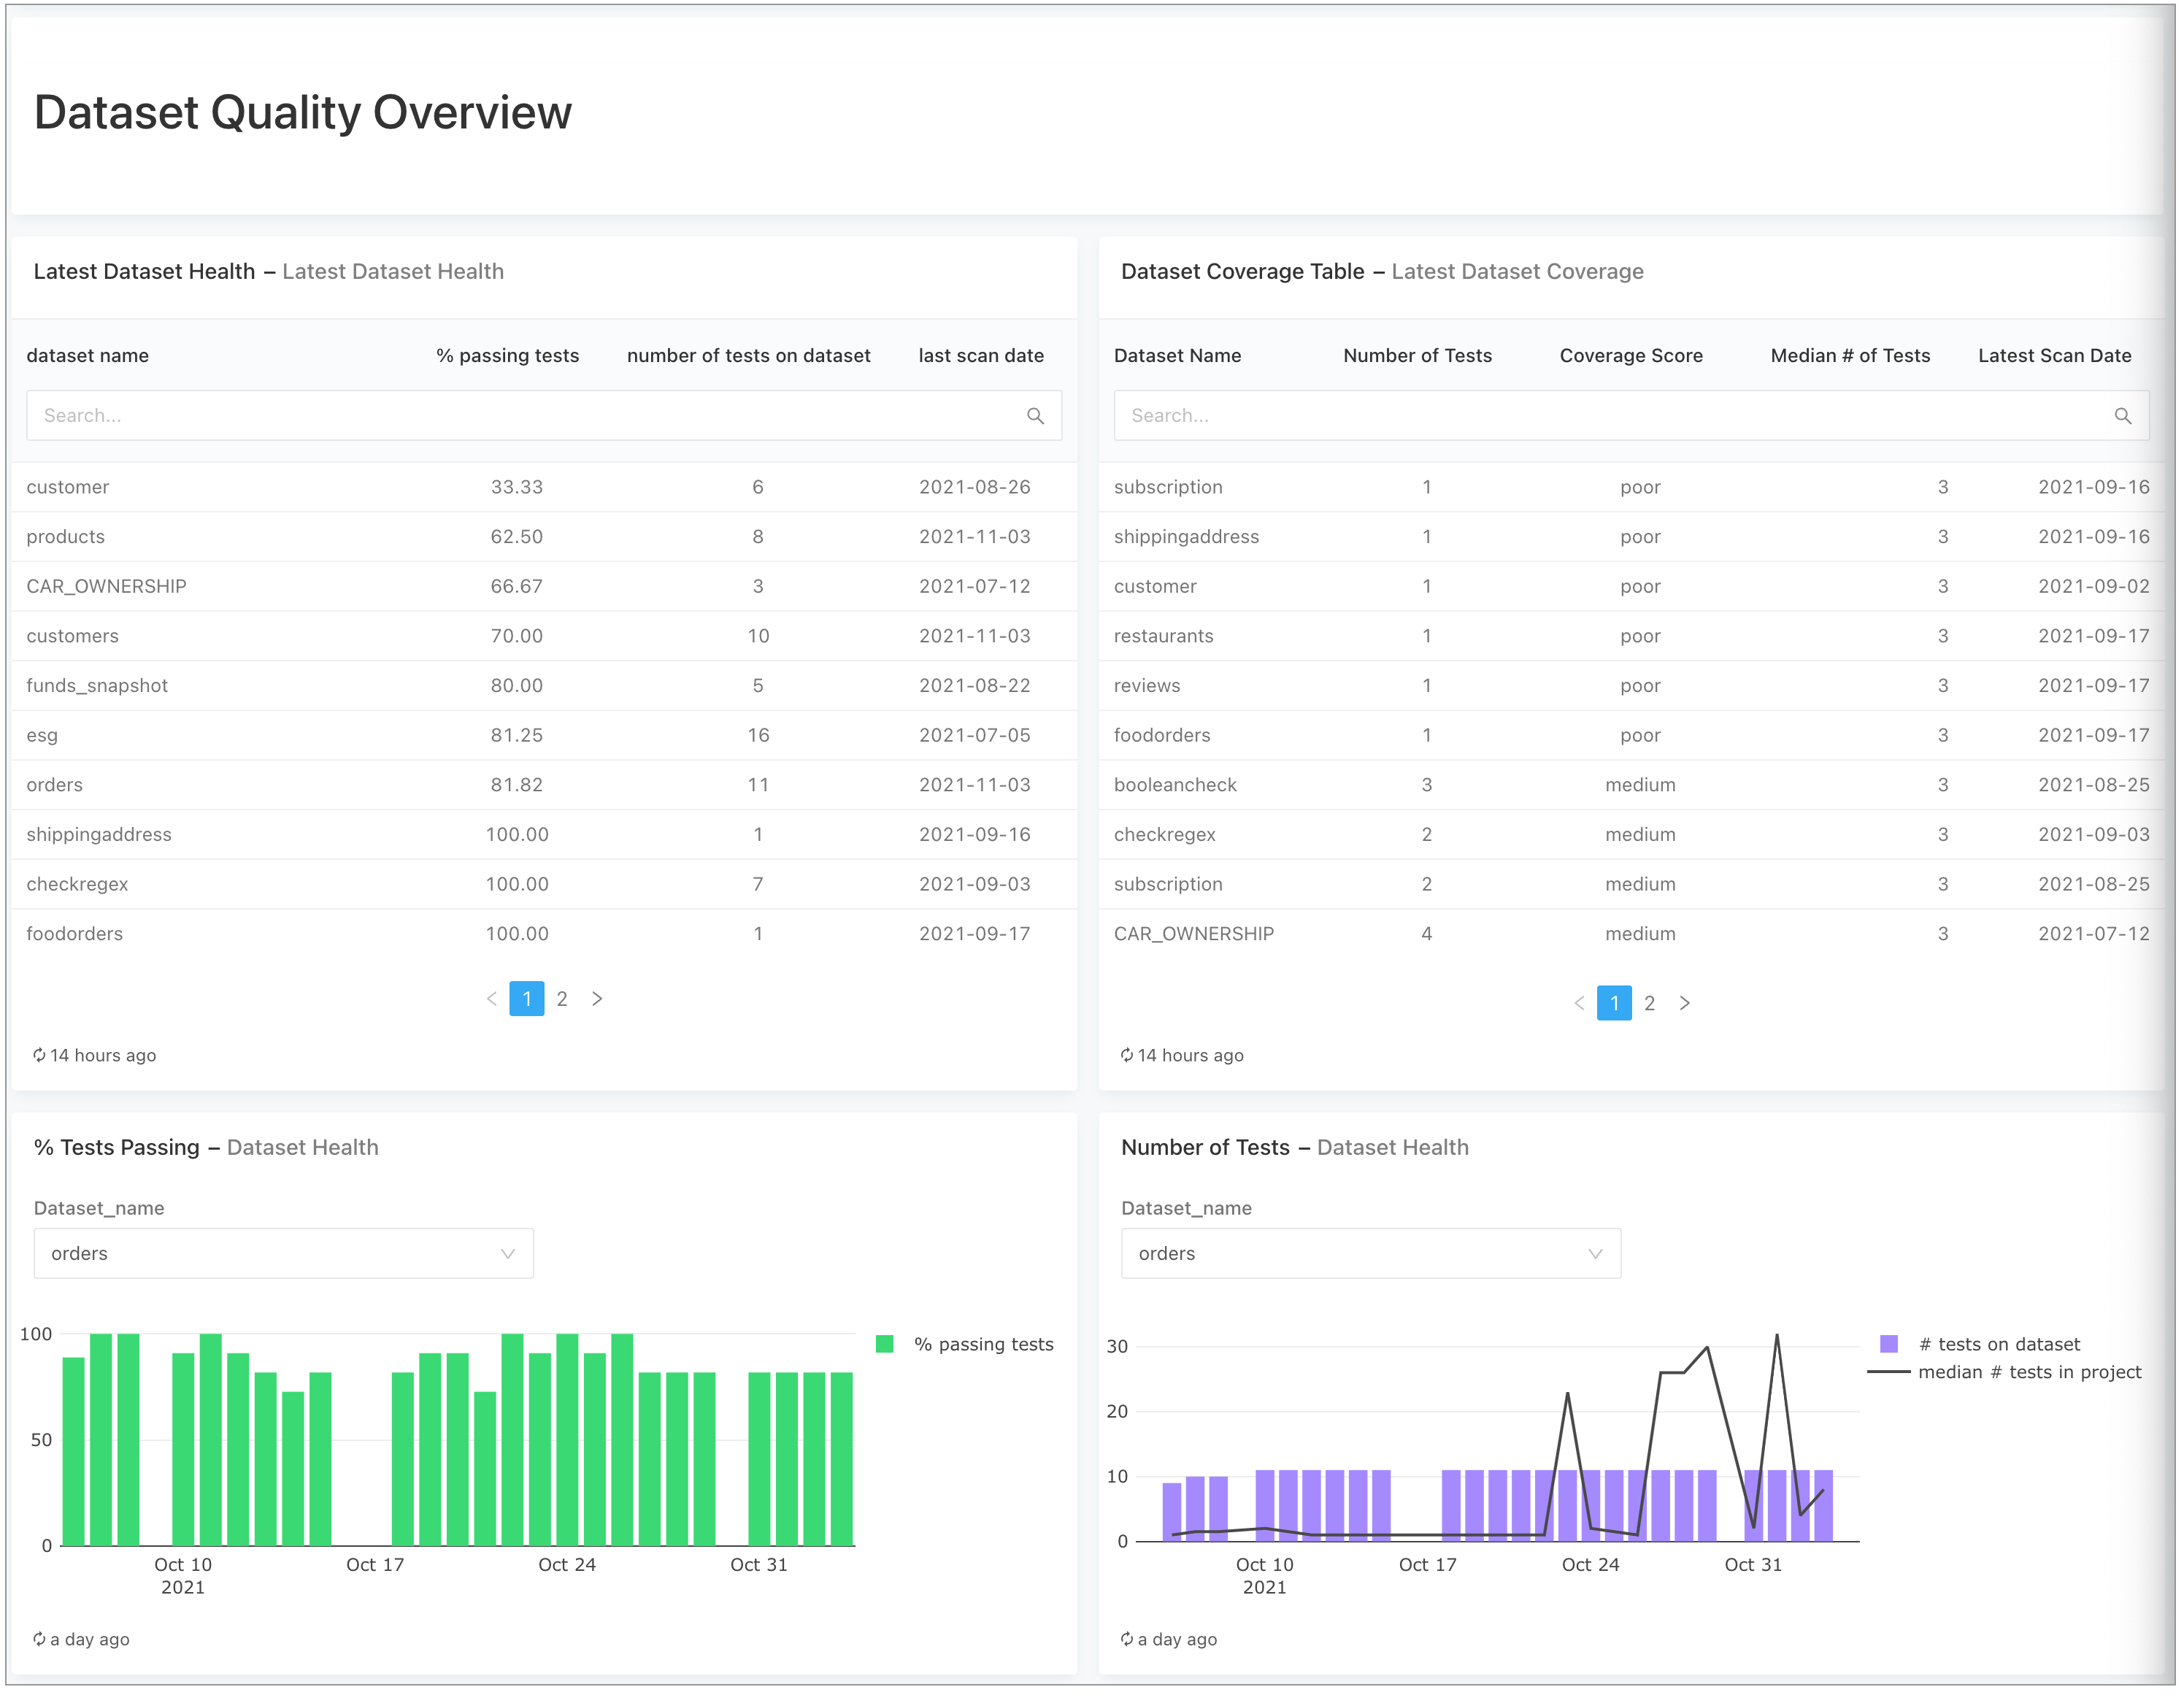 Dataset Quality Overview
Latest Dataset Health – Latest Dataset Health
dataset name % passing tests number of tests on dataset last scan date
Search...
customer 33.33 6 2021-08-26
products 62.50 8 2021-11-03
CAR_OWNERSHIP 66.67 3 2021-07-12
customers 70.00 10 2021-11-03
funds_snapshot 80.00 5 2021-08-22
esg 81.25 16 2021-07-05
orders 81.82 11 2021-11-03
shippingaddress 100.00 1 2021-09-16
checkregex 100.00 7 2021-09-03
foodorders 100.00 1 2021-09-17
1 2
14 hours ago
Dataset Coverage Table – Latest Dataset Coverage
Dataset Name Number of Tests Coverage Score Median # of Tests Latest Scan Date
Search...
subscription 1 poor 3 2021-09-16
shippingaddress 1 poor 3 2021-09-16
customer 1 poor 3 2021-09-02
restaurants 1 poor 3 2021-09-17
reviews 1 poor 3 2021-09-17
foodorders 1 poor 3 2021-09-17
booleancheck 3 medium 3 2021-08-25
checkregex 2 medium 3 2021-09-03
subscription 2 medium 3 2021-08-25
CAR_OWNERSHIP 4 medium 3 2021-07-12
1 2
14 hours ago
% Tests Passing – Dataset Health
Dataset_name
orders
100
50
0
Oct 10 Oct 17 Oct 24 Oct 31
2021
% passing tests
a day ago
Number of Tests – Dataset Health
Dataset_name
orders
30
20
10
0
Oct 10 Oct 17 Oct 24 Oct 31
2021
# tests on dataset
median # tests in project
a day ago